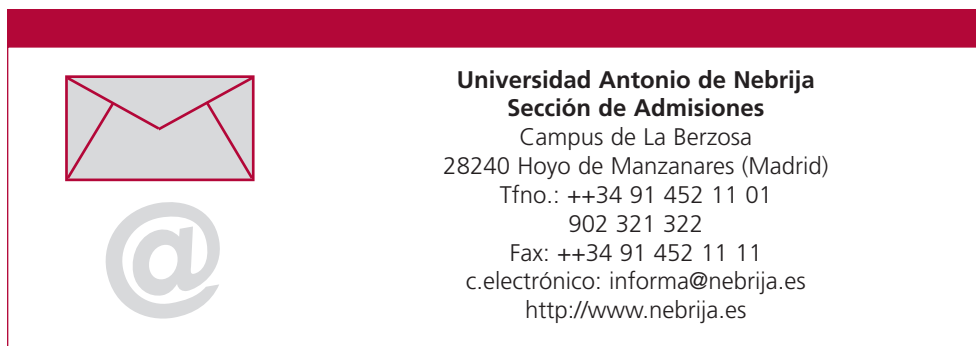 Universidad Antonio de Nebrija
Sección de Admisiones
Campus de La Berzosa
28240 Hoyo de Manzanares (Madrid)
Tfno.: ++34 91 452 11 01
902 321 322
Fax: ++34 91 452 11 11
c.electrónico: informa@nebrija.es
http://www.nebrija.es
@